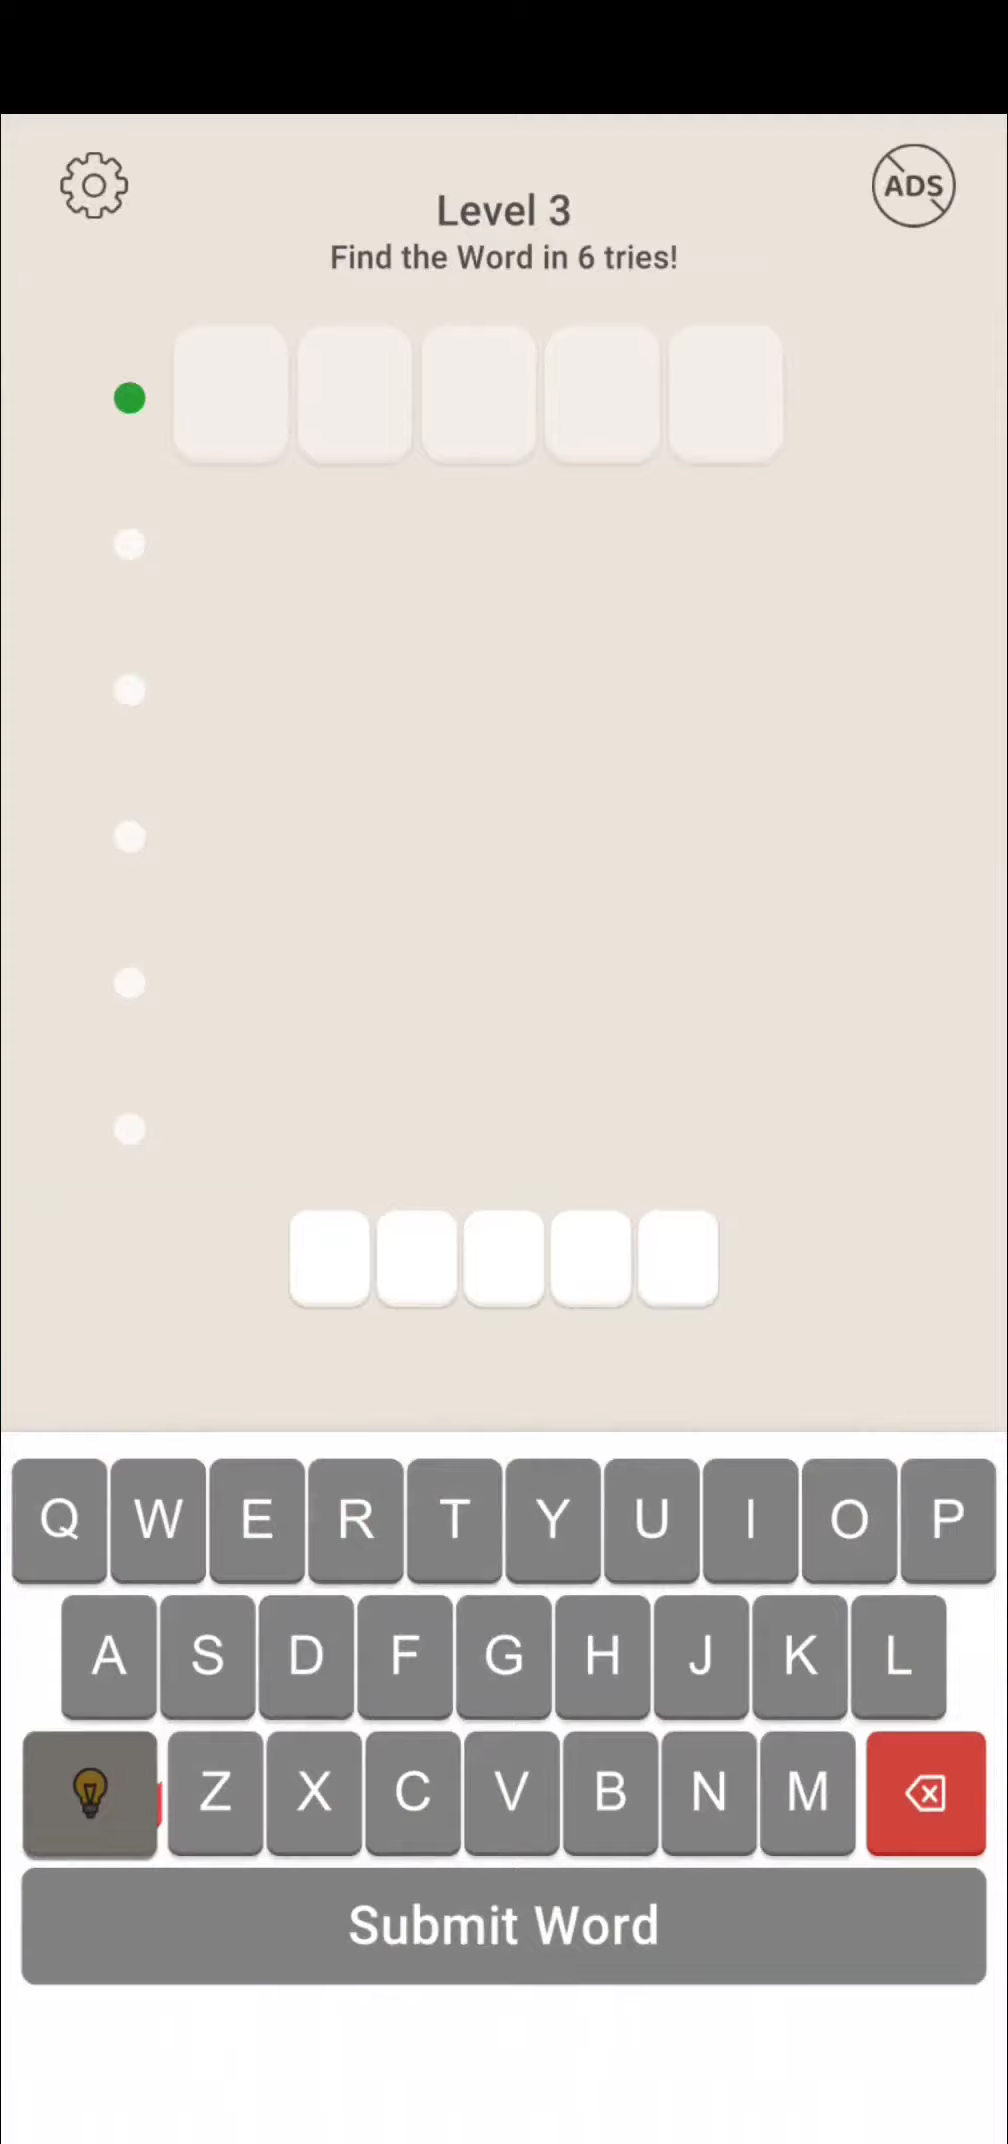 ADS
Level 3
Find the Word in 6 tries!
Q W E R T Y U I O P
A S D F G H J K L
Z X C V B N M
Submit Word